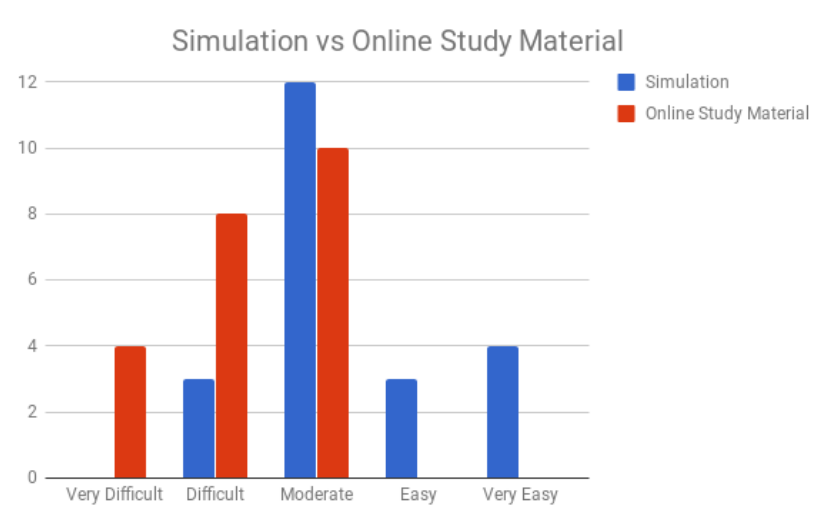 Simulation vs Online Study Material
Simulation
Online Study Material
12
10
8
6
4
2
0
Very Difficult Difficult Moderate Easy Very Easy